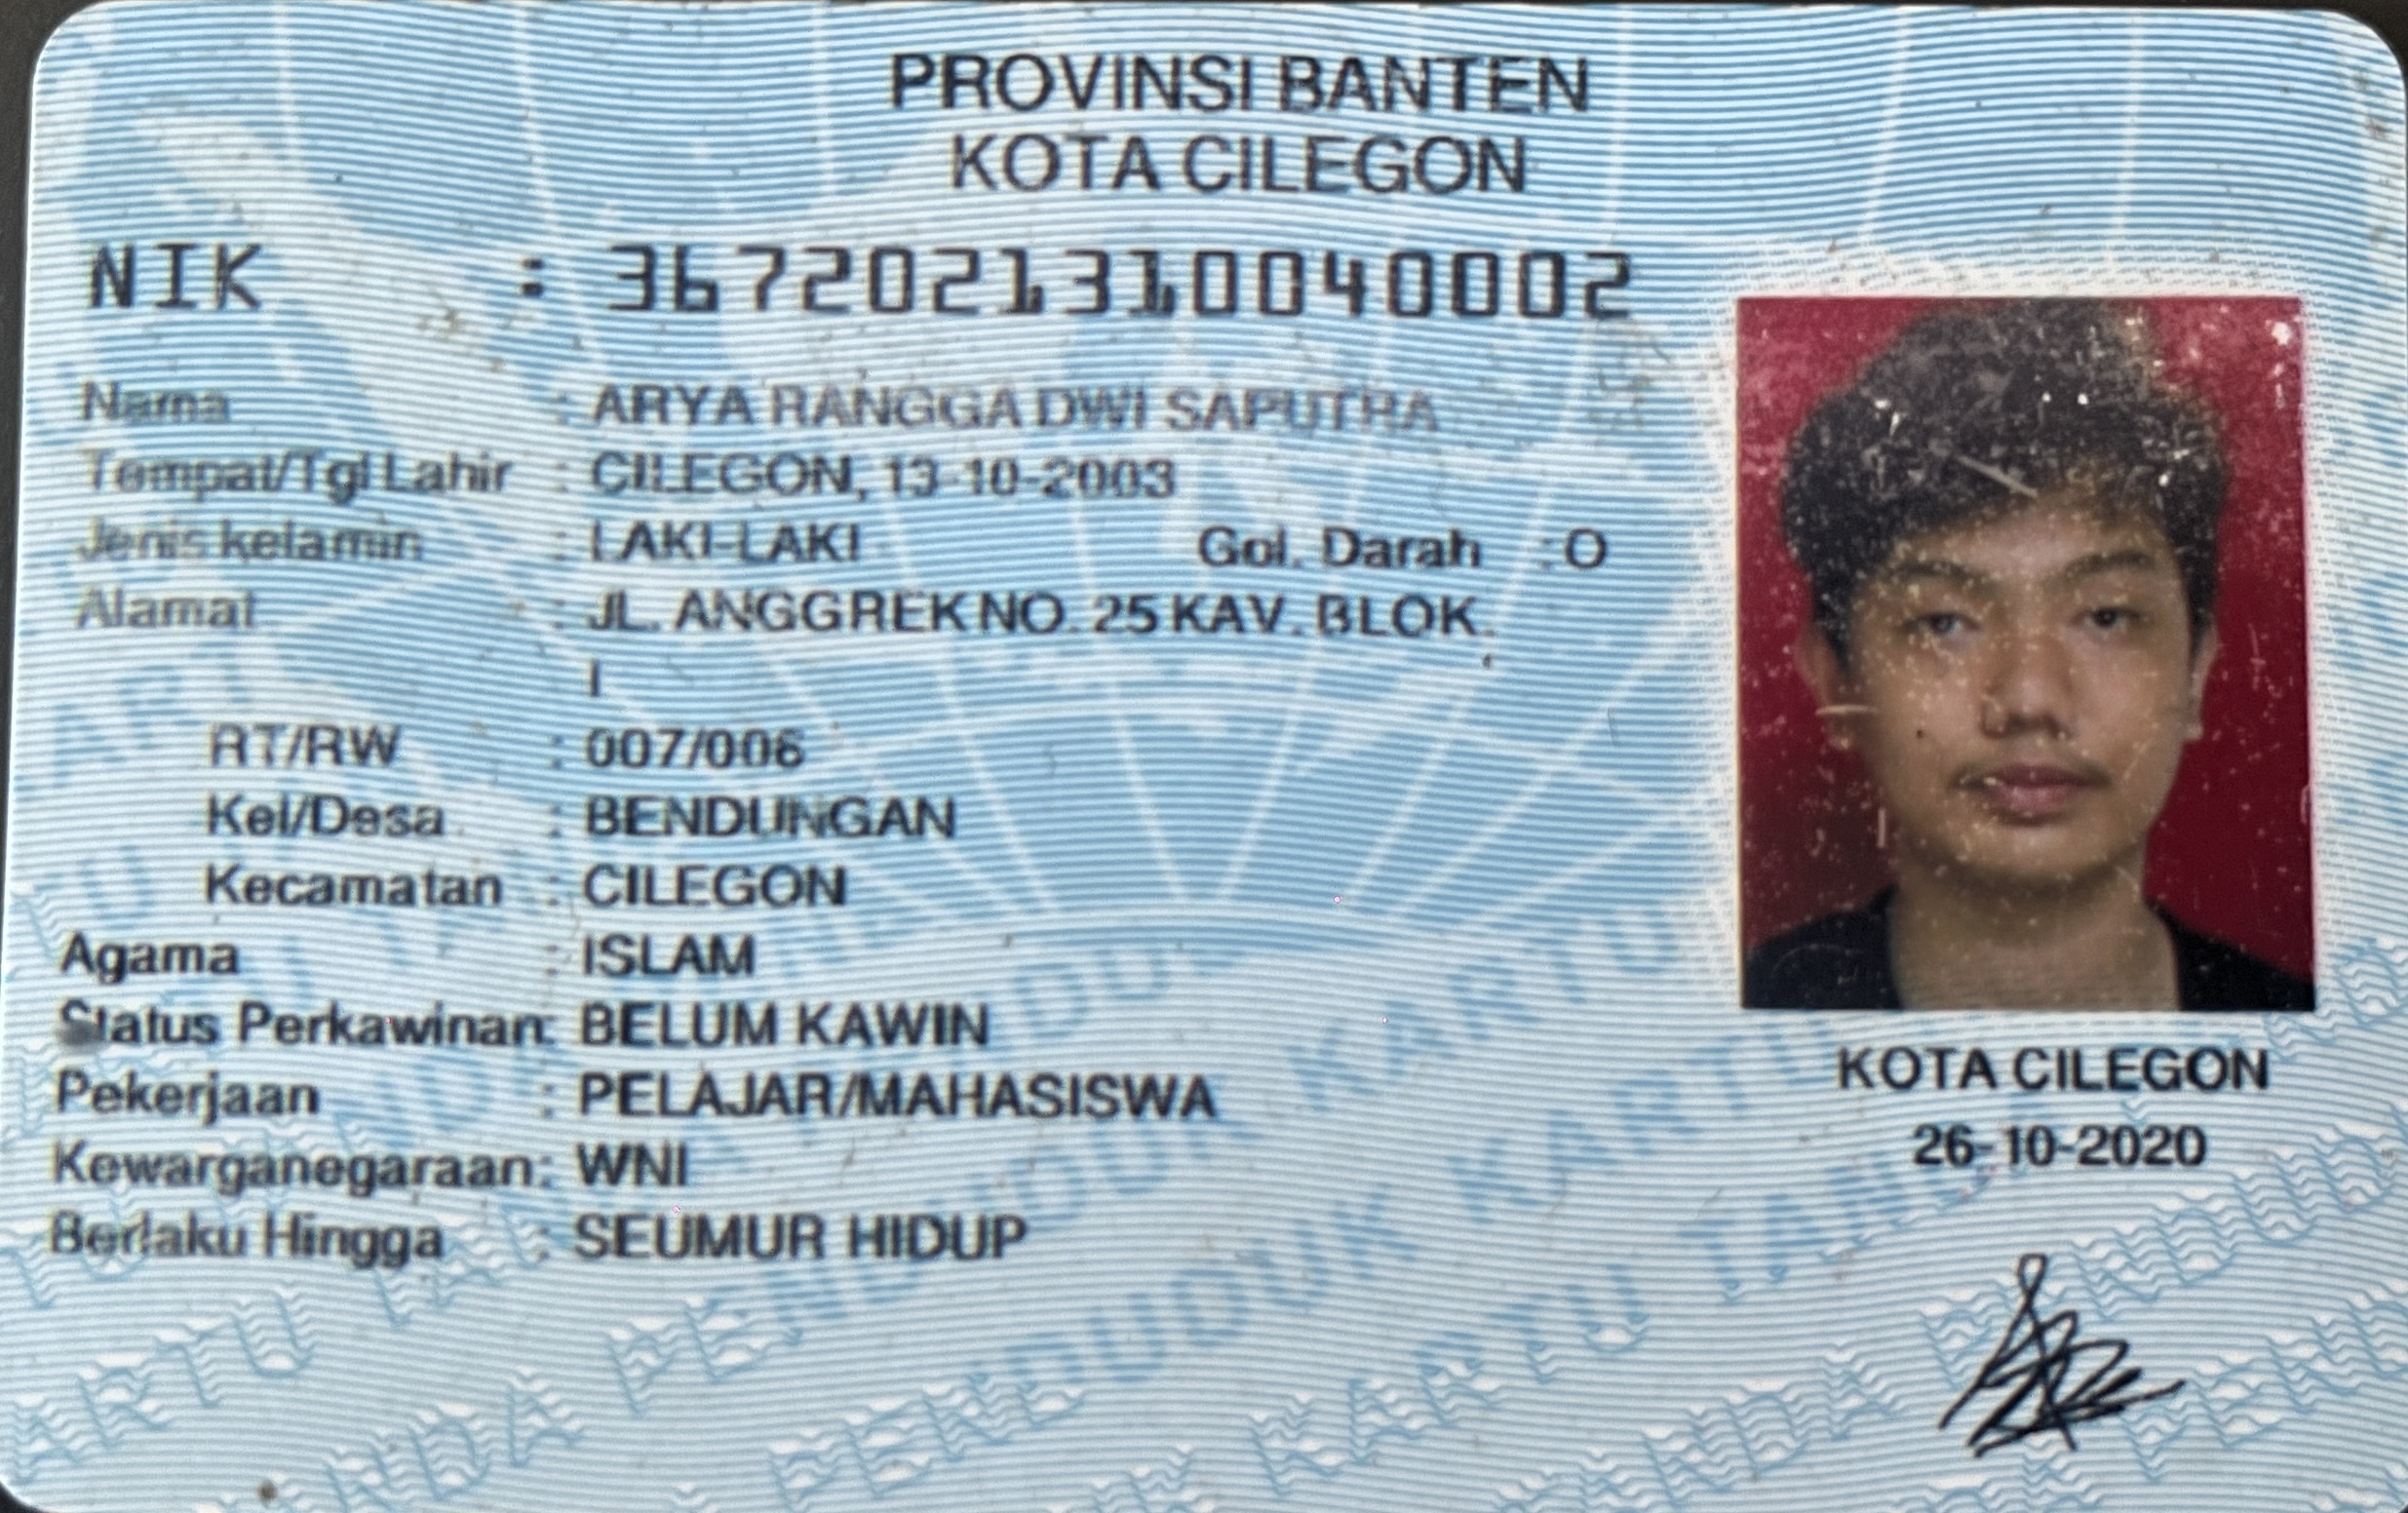 PROVINSI BANTEN
KOTA CILEGON
NIK : 3672021310040002
Nama : ARYA RANGGA DWI SAPUTRA
Tempat/Tgl Lahir : CILEGON, 13-10-2003
Jenis kelamin : LAKI-LAKI Gol. Darah : O
Alamat : JL. ANGGREK NO. 25 KAV. BLOK.
I
RT/RW : 007/006
Kel/Desa : BENDUNGAN
Kecamatan : CILEGON
Agama : ISLAM
Status Perkawinan: BELUM KAWIN
Pekerjaan : PELAJAR/MAHASISWA
Kewarganegaraan: WNI
Berlaku Hingga : SEUMUR HIDUP
KOTA CILEGON
26-10-2020